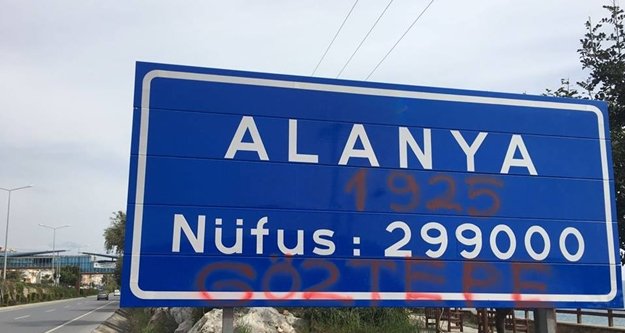 ALANYA
1925
Nüfus : 299000
GÖZTEPE